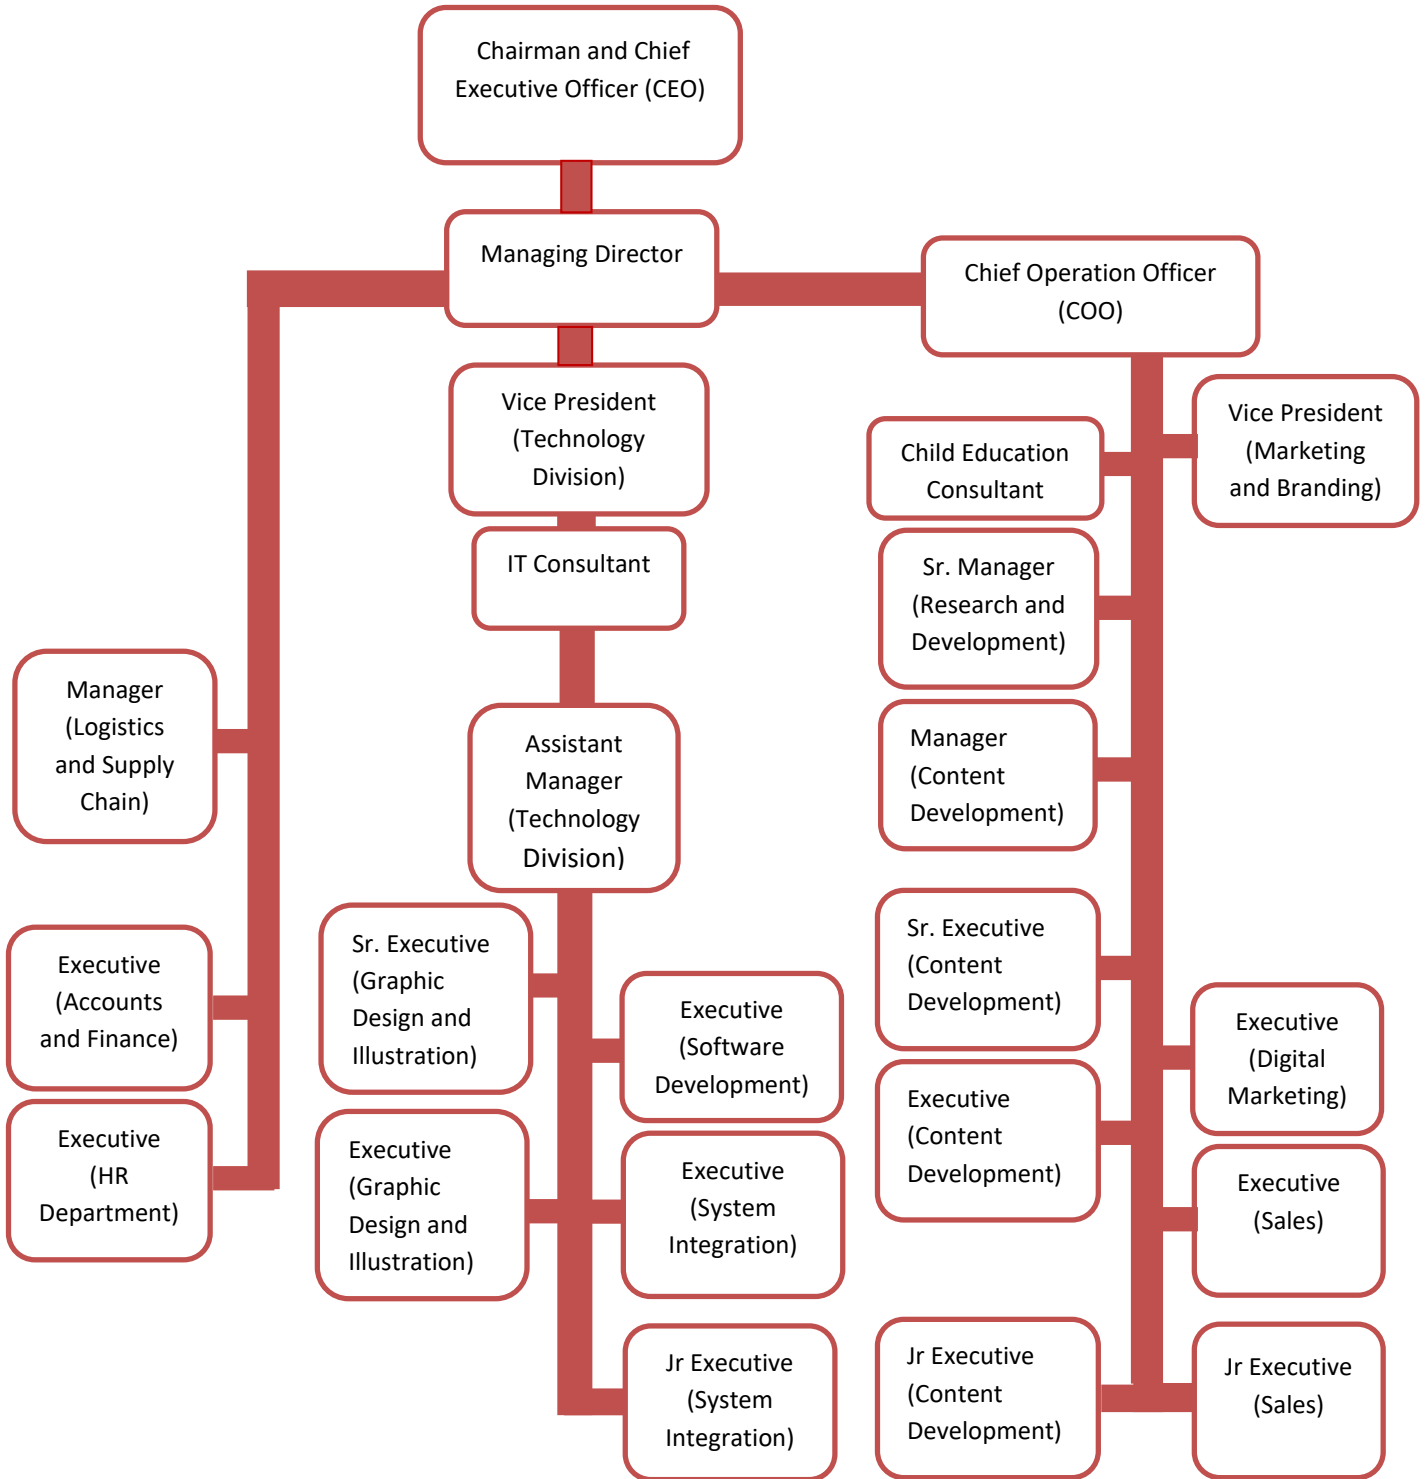 Chairman and Chief
Executive Officer (CEO)
Managing Director
Chief Operation Officer
(COO)
Vice President
(Technology
Division)
Vice President
(Marketing
and Branding)
Child Education
Consultant
IT Consultant
Sr. Manager
(Research and
Development)
Manager
(Logistics
and Supply
Chain)
Assistant
Manager
(Technology
Division)
Manager
(Content
Development)
Sr. Executive
(Graphic
Design and
Illustration)
Sr. Executive
(Content
Development)
Executive
(Accounts
and Finance)
Executive
(Software
Development)
Executive
(Digital
Marketing)
Executive
(HR
Department)
Executive
(Graphic
Design and
Illustration)
Executive
(System
Integration)
Executive
(Content
Development)
Executive
(Sales)
Jr Executive
(System
Integration)
Jr Executive
(Content
Development)
Jr Executive
(Sales)